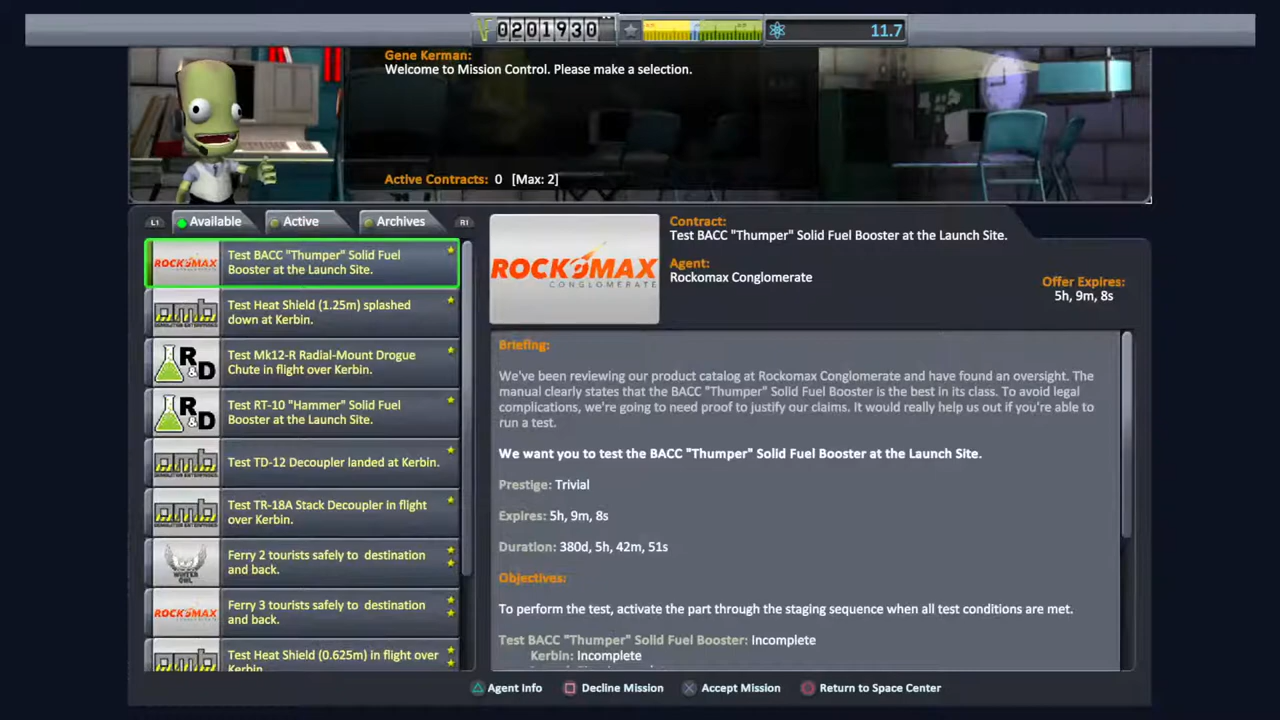 0201930
11.7
Gene Kerman:
Welcome to Mission Control. Please make a selection.
Active Contracts: 0 [Max: 2]
L1
Available
Active
Archives
R1
Test BACC "Thumper" Solid Fuel
Booster at the Launch Site.
Test Heat Shield (1.25m) splashed
down at Kerbin.
Test Mk12-R Radial-Mount Drogue
Chute in flight over Kerbin.
Test RT-10 "Hammer" Solid Fuel
Booster at the Launch Site.
Test TD-12 Decoupler landed at Kerbin.
Test TR-18A Stack Decoupler in flight
over Kerbin.
Ferry 2 tourists safely to destination
and back.
Ferry 3 tourists safely to destination
and back.
Test Heat Shield (0.625m) in flight over
Kerbin.
ROCKOMAX
R&D
R&D
WINTER
OWL
ROCKOMAX
ROCKOMAX
CONGLOMERATE
Contract:
Test BACC "Thumper" Solid Fuel Booster at the Launch Site.
Agent:
Rockomax Conglomerate
Offer Expires:
5h, 9m, 8s
Briefing:
We've been reviewing our product catalog at Rockomax Conglomerate and have found an oversight. The
manual clearly states that the BACC "Thumper" Solid Fuel Booster is the best in its class. To avoid legal
complications, we're going to need proof to justify our claims. It would really help us out if you're able to
run a test.
We want you to test the BACC "Thumper" Solid Fuel Booster at the Launch Site.
Prestige: Trivial
Expires: 5h, 9m, 8s
Duration: 380d, 5h, 42m, 51s
Objectives:
To perform the test, activate the part through the staging sequence when all test conditions are met.
Test BACC "Thumper" Solid Fuel Booster: Incomplete
Kerbin: Incomplete
Agent Info
Decline Mission
Accept Mission
Return to Space Center